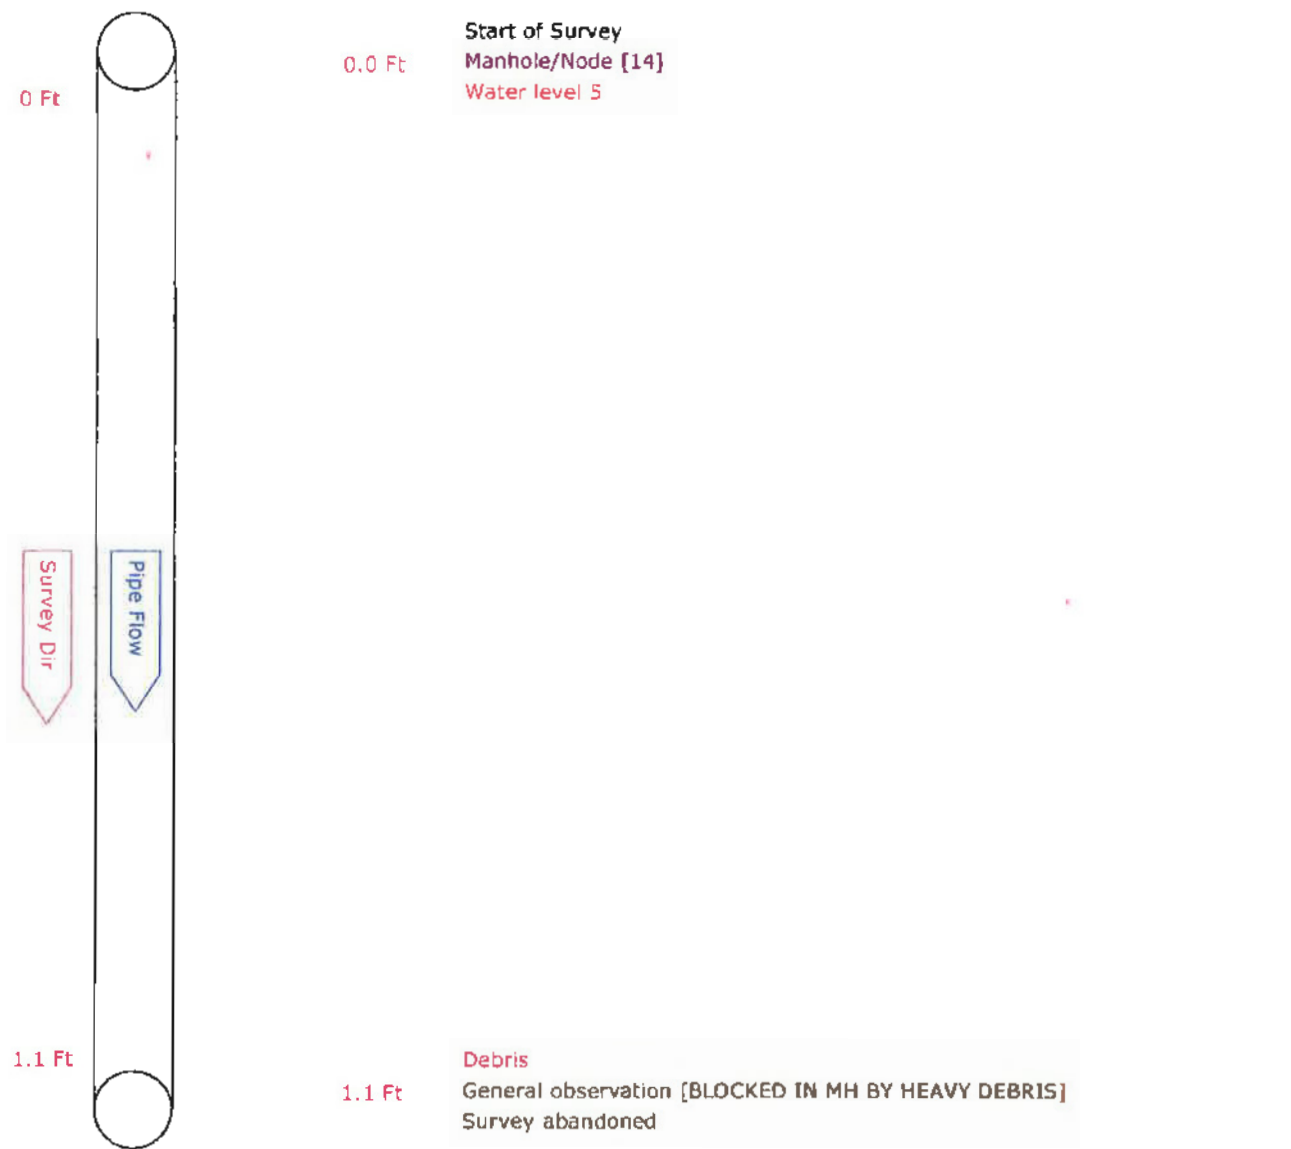 Start of Survey
0.0 Ft
Manhole/Node [14]
Water level 5
0 Ft
Survey Dir
Pipe Flow
1.1 Ft
Debris
1.1 Ft
General observation [BLOCKED IN MH BY HEAVY DEBRIS]
Survey abandoned